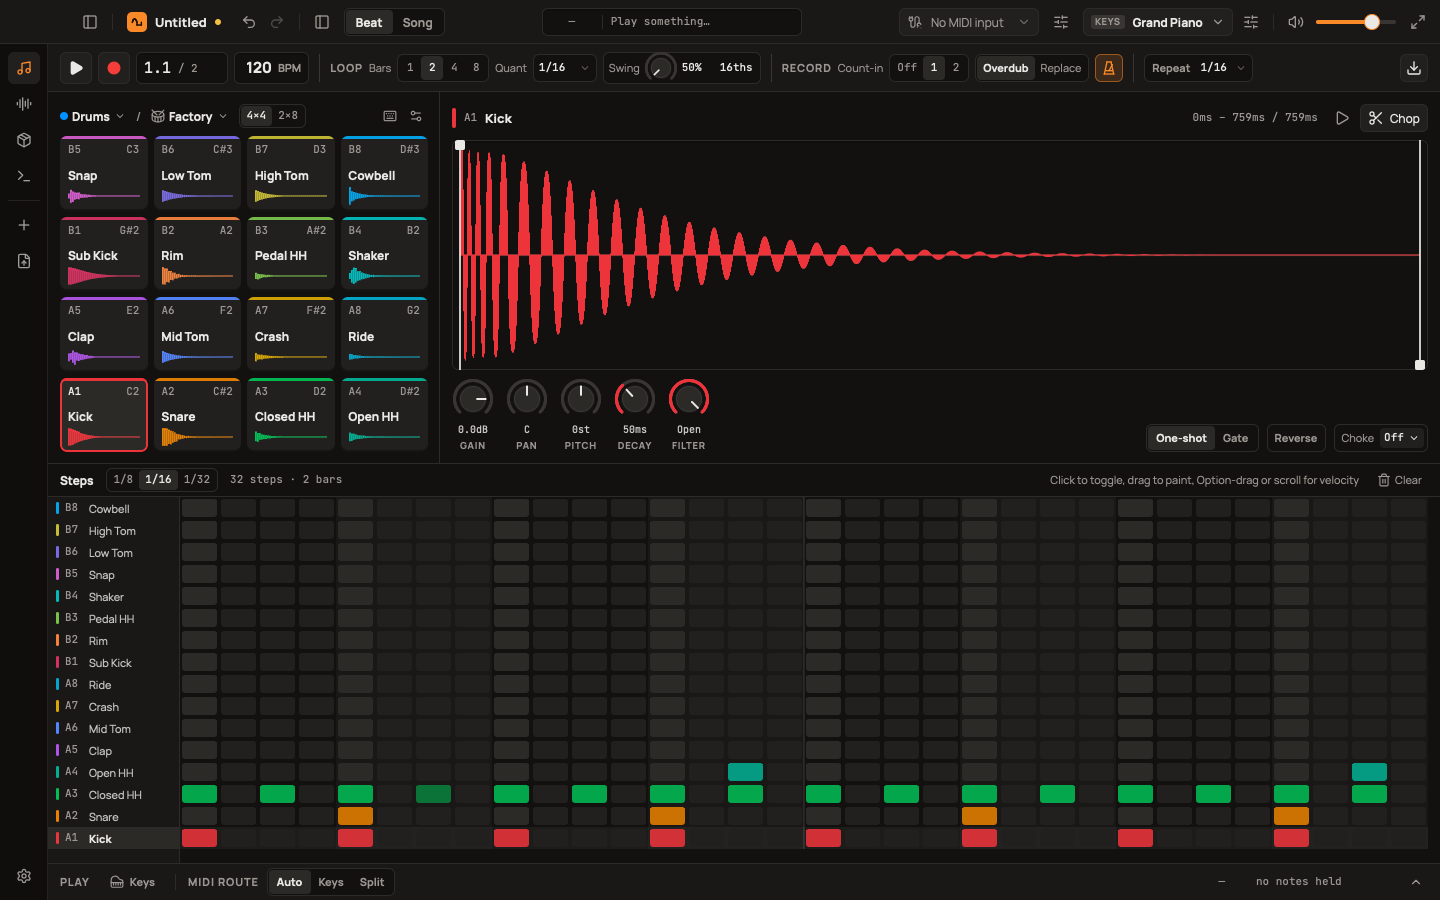 Untitled
Beat Song
– Play something…
No MIDI input
KEYS Grand Piano
1.1 / 2
120 BPM
LOOP Bars 1 2 4 8
Quant 1/16
Swing 50% 16ths
RECORD Count-in Off 1 2
Overdub Replace
Repeat 1/16
Drums / Factory 4×4 2×8
B5 C3
Snap
B6 C#3
Low Tom
B7 D3
High Tom
B8 D#3
Cowbell
B1 G#2
Sub Kick
B2 A2
Rim
B3 A#2
Pedal HH
B4 B2
Shaker
A5 E2
Clap
A6 F2
Mid Tom
A7 F#2
Crash
A8 G2
Ride
A1 C2
Kick
A2 C#2
Snare
A3 D2
Closed HH
A4 D#2
Open HH
A1 Kick
0ms – 759ms / 759ms
Chop
0.0dB C 0st 50ms Open
GAIN PAN PITCH DECAY FILTER
One-shot Gate
Reverse
Choke Off
Steps 1/8 1/16 1/32
32 steps · 2 bars
Click to toggle, drag to paint, Option-drag or scroll for velocity
Clear
B8 Cowbell
B7 High Tom
B6 Low Tom
B5 Snap
B4 Shaker
B3 Pedal HH
B2 Rim
B1 Sub Kick
A8 Ride
A7 Crash
A6 Mid Tom
A5 Clap
A4 Open HH
A3 Closed HH
A2 Snare
A1 Kick
PLAY Keys
MIDI ROUTE Auto Keys Split
– no notes held